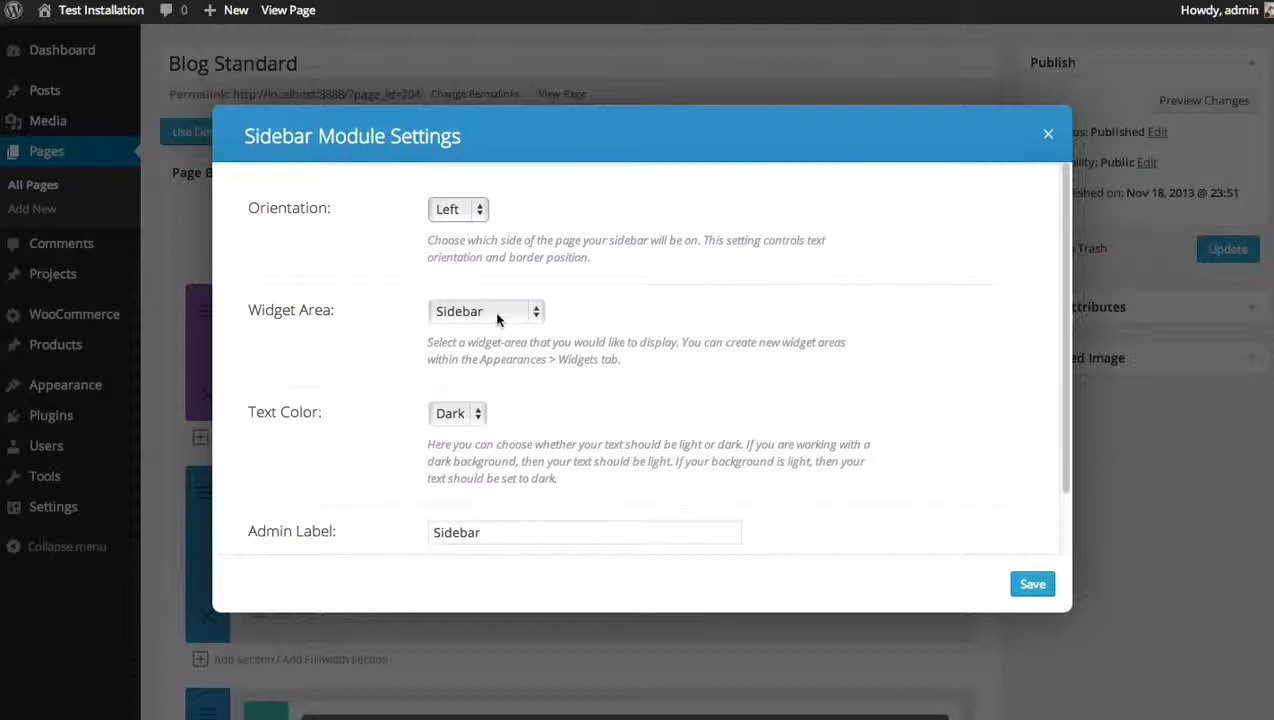 Test Installation 0 New View Page Howdy, admin
Dashboard
Posts
Media
Pages
All Pages
Add New
Comments
Projects
WooCommerce
Products
Appearance
Plugins
Users
Tools
Settings
Collapse menu
Blog Standard
Permalink: http://localhost:8888/?page_id=204 Change Permalinks View Page
Use De
Page B
Sidebar Module Settings
×
Orientation:
Left
Choose which side of the page your sidebar will be on. This setting controls text
orientation and border position.
Widget Area:
Sidebar
Select a widget-area that you would like to display. You can create new widget areas
within the Appearances > Widgets tab.
Text Color:
Dark
Here you can choose whether your text should be light or dark. If you are working with a
dark background, then your text should be light. If your background is light, then your
text should be set to dark.
Admin Label:
Sidebar
Save
Add Section / Add Fullwidth Section
Publish
Preview Changes
us: Published Edit
ility: Public Edit
lished on: Nov 18, 2013 @ 23:51
Trash
Update
ttributes
ed Image